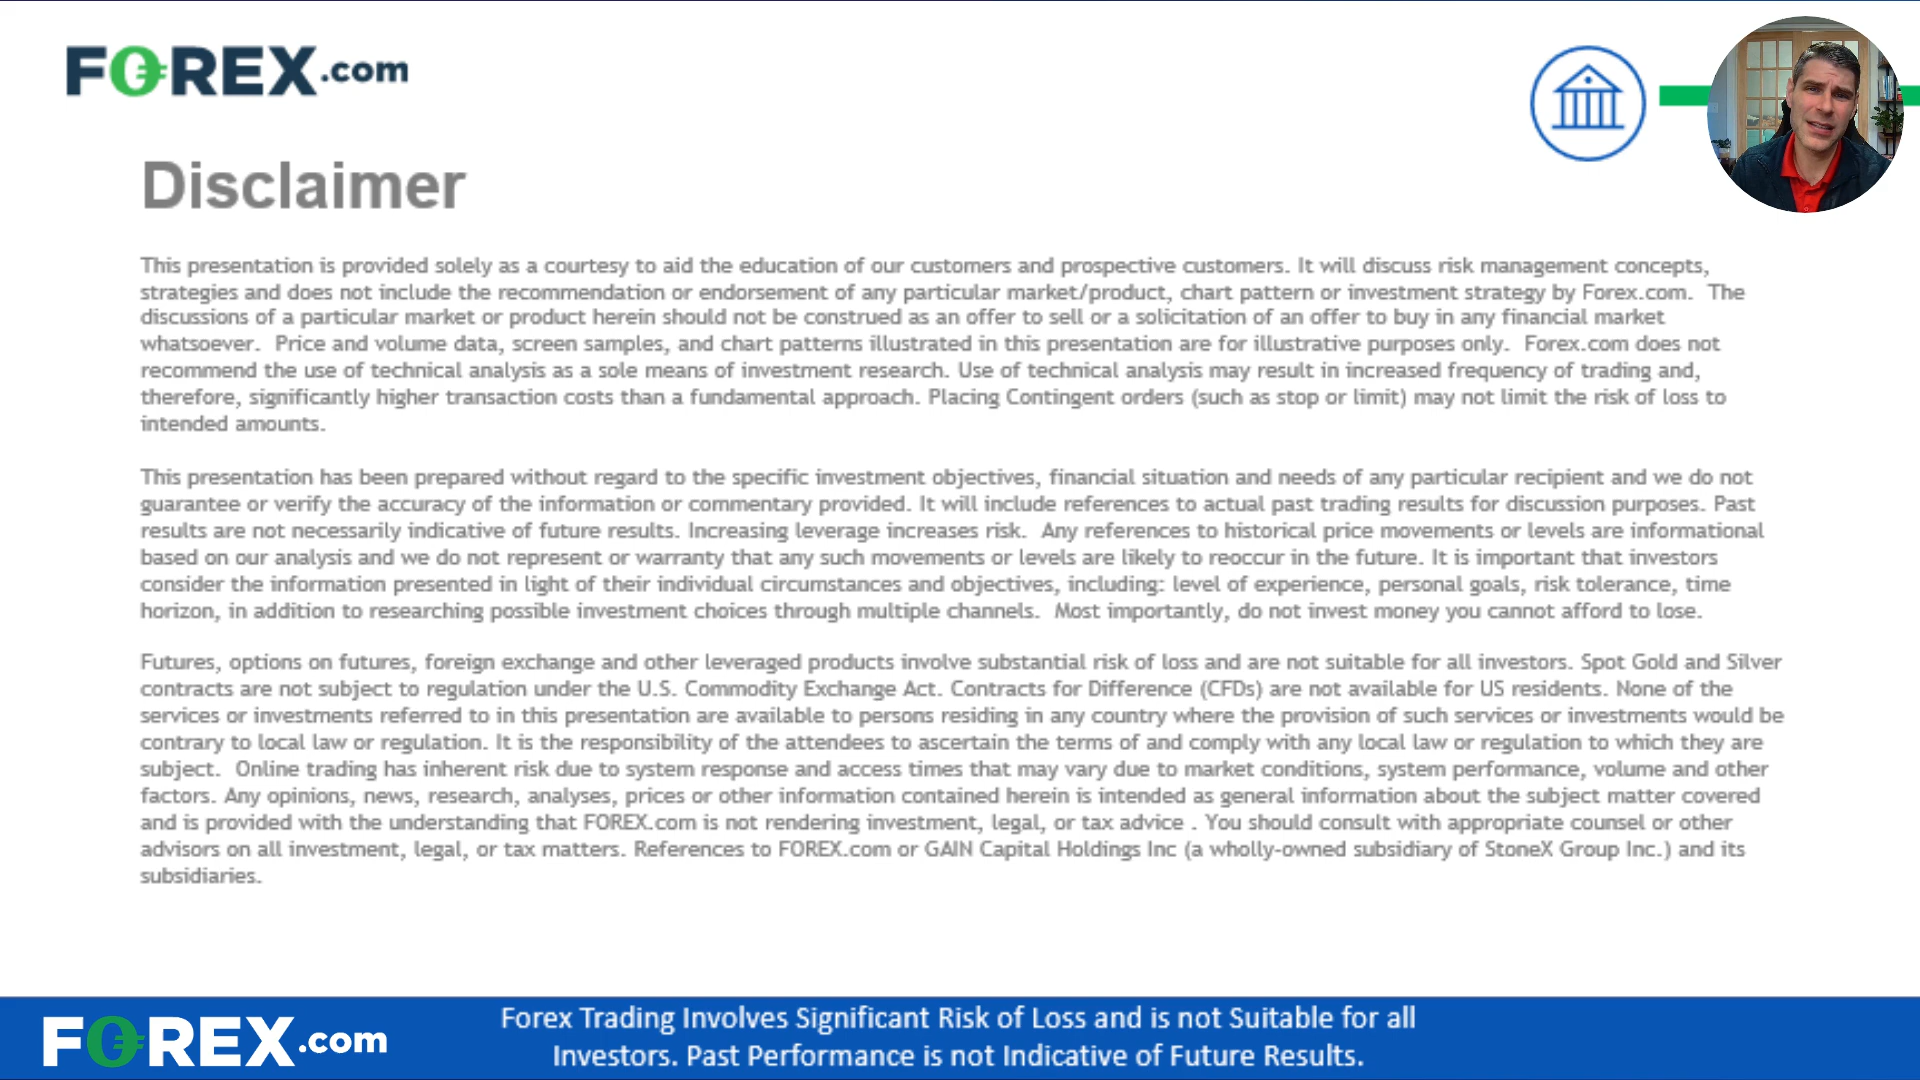 FOREX.com
Disclaimer
This presentation is provided solely as a courtesy to aid the education of our customers and prospective customers. It will discuss risk management concepts,
strategies and does not include the recommendation or endorsement of any particular market/product, chart pattern or investment strategy by Forex.com. The
discussions of a particular market or product herein should not be construed as an offer to sell or a solicitation of an offer to buy in any financial market
whatsoever. Price and volume data, screen samples, and chart patterns illustrated in this presentation are for illustrative purposes only. Forex.com does not
recommend the use of technical analysis as a sole means of investment research. Use of technical analysis may result in increased frequency of trading and,
therefore, significantly higher transaction costs than a fundamental approach. Placing Contingent orders (such as stop or limit) may not limit the risk of loss to
intended amounts.
This presentation has been prepared without regard to the specific investment objectives, financial situation and needs of any particular recipient and we do not
guarantee or verify the accuracy of the information or commentary provided. It will include references to actual past trading results for discussion purposes. Past
results are not necessarily indicative of future results. Increasing leverage increases risk. Any references to historical price movements or levels are informational
based on our analysis and we do not represent or warranty that any such movements or levels are likely to reoccur in the future. It is important that investors
consider the information presented in light of their individual circumstances and objectives, including: level of experience, personal goals, risk tolerance, time
horizon, in addition to researching possible investment choices through multiple channels. Most importantly, do not invest money you cannot afford to lose.
Futures, options on futures, foreign exchange and other leveraged products involve substantial risk of loss and are not suitable for all investors. Spot Gold and Silver
contracts are not subject to regulation under the U.S. Commodity Exchange Act. Contracts for Difference (CFDs) are not available for US residents. None of the
services or investments referred to in this presentation are available to persons residing in any country where the provision of such services or investments would be
contrary to local law or regulation. It is the responsibility of the attendees to ascertain the terms of and comply with any local law or regulation to which they are
subject. Online trading has inherent risk due to system response and access times that may vary due to market conditions, system performance, volume and other
factors. Any opinions, news, research, analyses, prices or other information contained herein is intended as general information about the subject matter covered
and is provided with the understanding that FOREX.com is not rendering investment, legal, or tax advice . You should consult with appropriate counsel or other
advisors on all investment, legal, or tax matters. References to FOREX.com or GAIN Capital Holdings Inc (a wholly-owned subsidiary of StoneX Group Inc.) and its
subsidiaries.
FOREX.com
Forex Trading Involves Significant Risk of Loss and is not Suitable for all
Investors. Past Performance is not Indicative of Future Results.